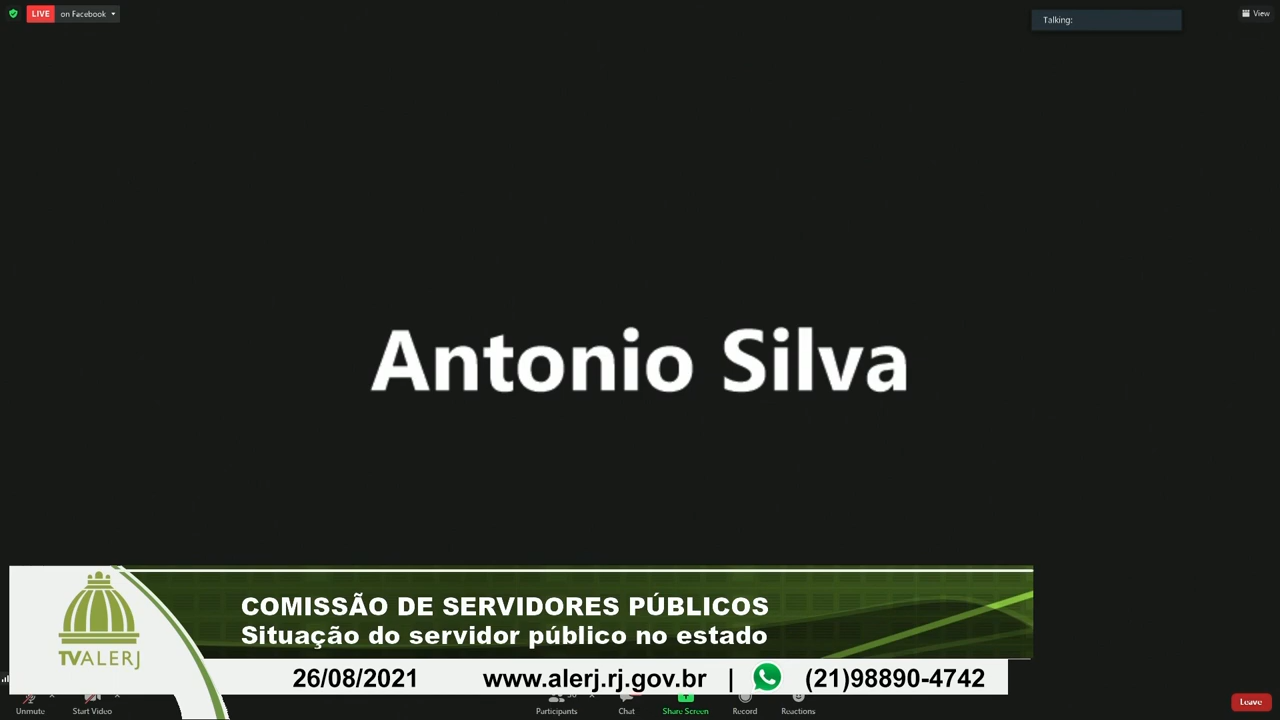 LIVE on Facebook
Talking:
View
Antonio Silva
COMISSÃO DE SERVIDORES PÚBLICOS
Situação do servidor público no estado
TVALERJ
26/08/2021 www.alerj.rj.gov.br | (21)98890-4742
Unmute Start Video Participants Chat Share Screen Record Reactions Leave